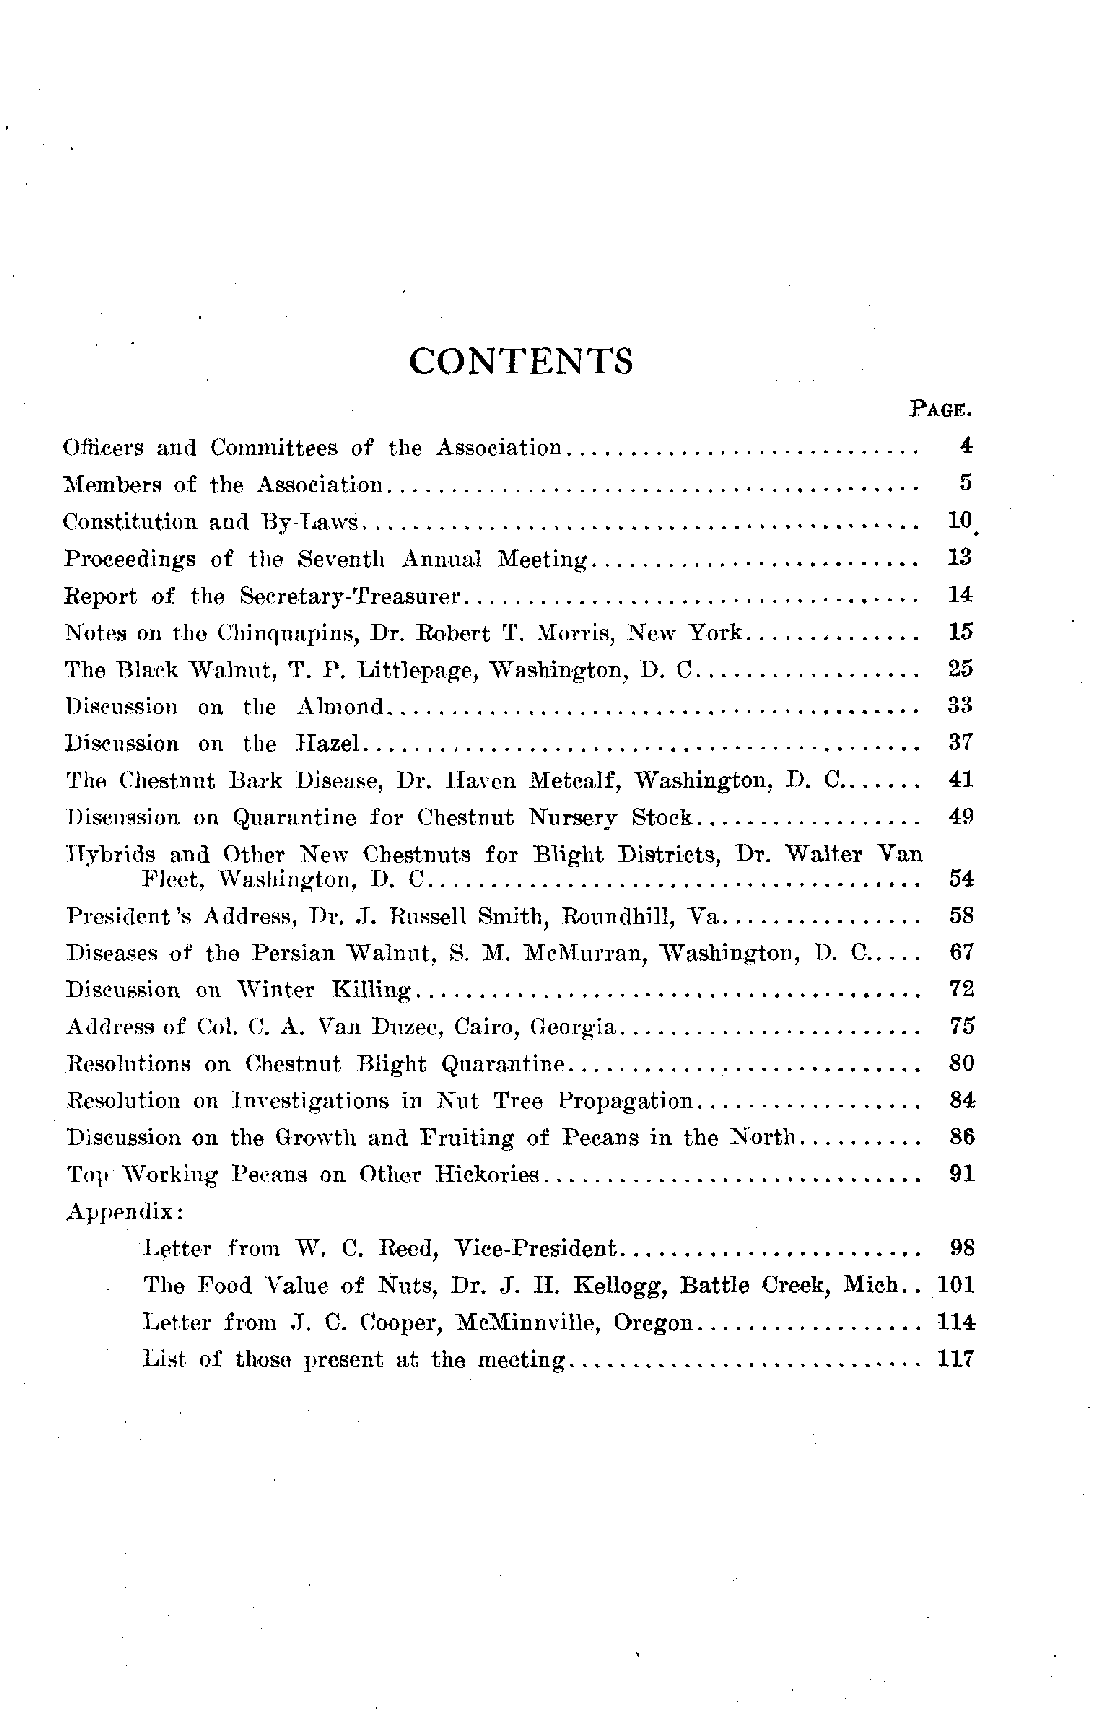 CONTENTS
PAGE.
Officers and Committees of the Association............................ 4
Members of the Association.......................................... 5
Constitution and By-Laws............................................ 10
Proceedings of the Seventh Annual Meeting.......................... 13
Report of the Secretary-Treasurer.................................... 14
Notes on the Chinquapins, Dr. Robert T. Morris, New York.............. 15
The Black Walnut, T. P. Littlepage, Washington, D. C.................. 25
Discussion on the Almond.......................................... 33
Discussion on the Hazel............................................ 37
The Chestnut Bark Disease, Dr. Haven Metcalf, Washington, D. C....... 41
Discussion on Quarantine for Chestnut Nursery Stock.................. 49
Hybrids and Other New Chestnuts for Blight Districts, Dr. Walter Van
Fleet, Washington, D. C....................................... 54
President's Address, Dr. J. Russell Smith, Roundhill, Va................ 58
Diseases of the Persian Walnut, S. M. McMurran, Washington, D. C..... 67
Discussion on Winter Killing........................................ 72
Address of Col. C. A. Van Duzee, Cairo, Georgia........................ 75
Resolutions on Chestnut Blight Quarantine............................ 80
Resolution on Investigations in Nut Tree Propagation.................. 84
Discussion on the Growth and Fruiting of Pecans in the North.......... 86
Top Working Pecans on Other Hickories.............................. 91
Appendix:
Letter from W. C. Reed, Vice-President........................ 98
The Food Value of Nuts, Dr. J. H. Kellogg, Battle Creek, Mich.. 101
Letter from J. C. Cooper, McMinnville, Oregon.................. 114
List of those present at the meeting............................ 117